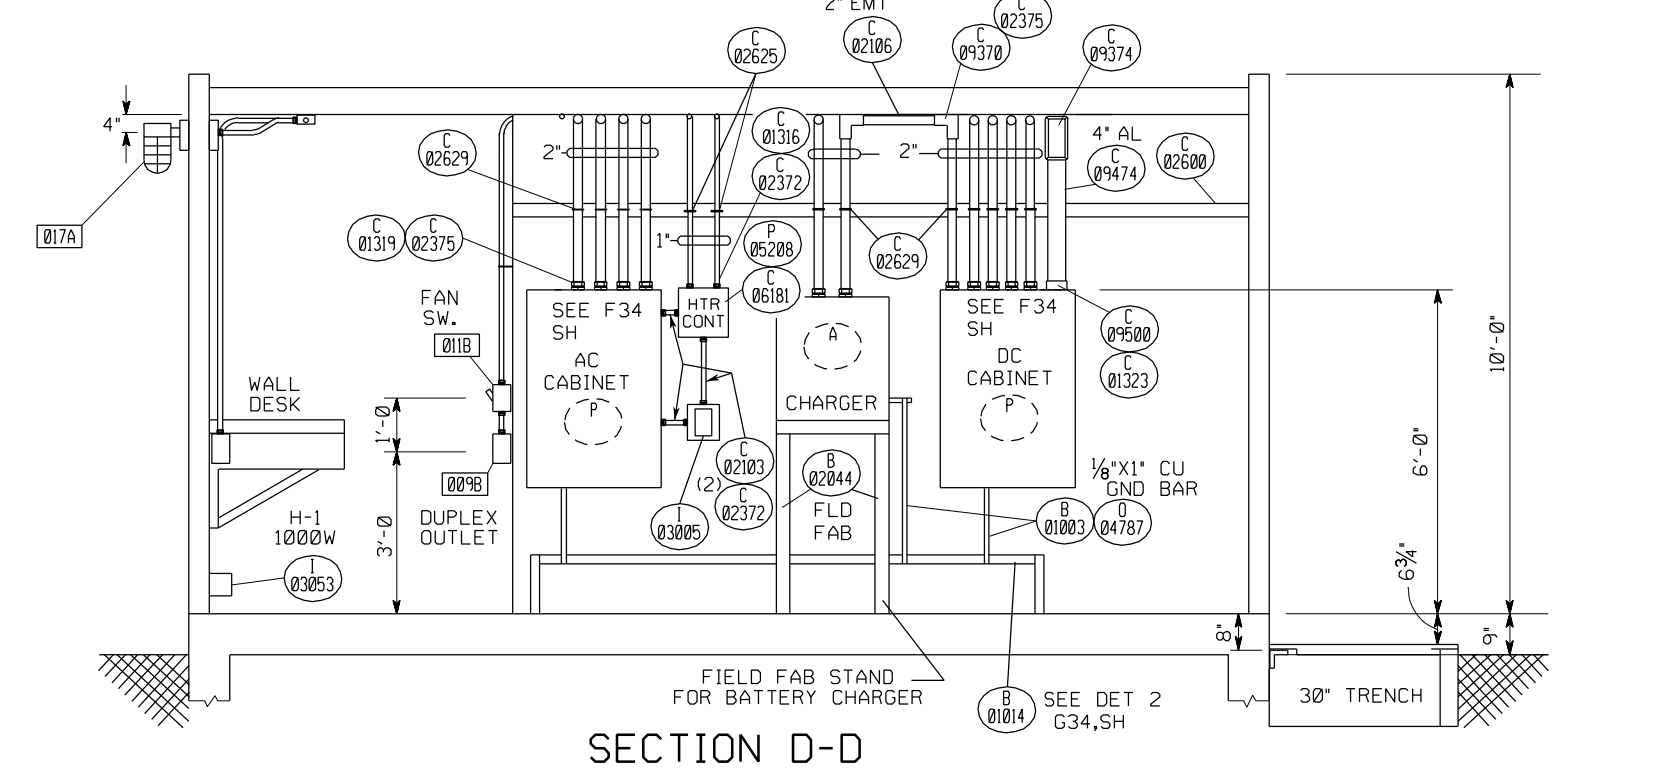 2" EMT
C
02375
C
02625
C
02106
C
09370
C
09374
4"
C
02629
2"
C
01316
C
02372
2"
4" AL
C
09474
C
02600
017A
C
01319
C
02375
1"
P
05208
C
06181
C
02629
FAN
SW.
011B
SEE F34
SH
AC
CABINET
P
HTR
CONT
A
CHARGER
SEE F34
SH
DC
CABINET
P
C
09500
C
01323
10'-0"
WALL
DESK
1'-0
009B
DUPLEX
OUTLET
3'-0
H-1
1000W
I
03053
C
02103
(2)
C
02372
I
03005
B
02044
FLD
FAB
1/8"X1" CU
GND BAR
B
01003
O
04787
6'-0"
6 3/4"
8"
9"
FIELD FAB STAND
FOR BATTERY CHARGER
B
01014
SEE DET 2
G34,SH
30" TRENCH
SECTION D-D